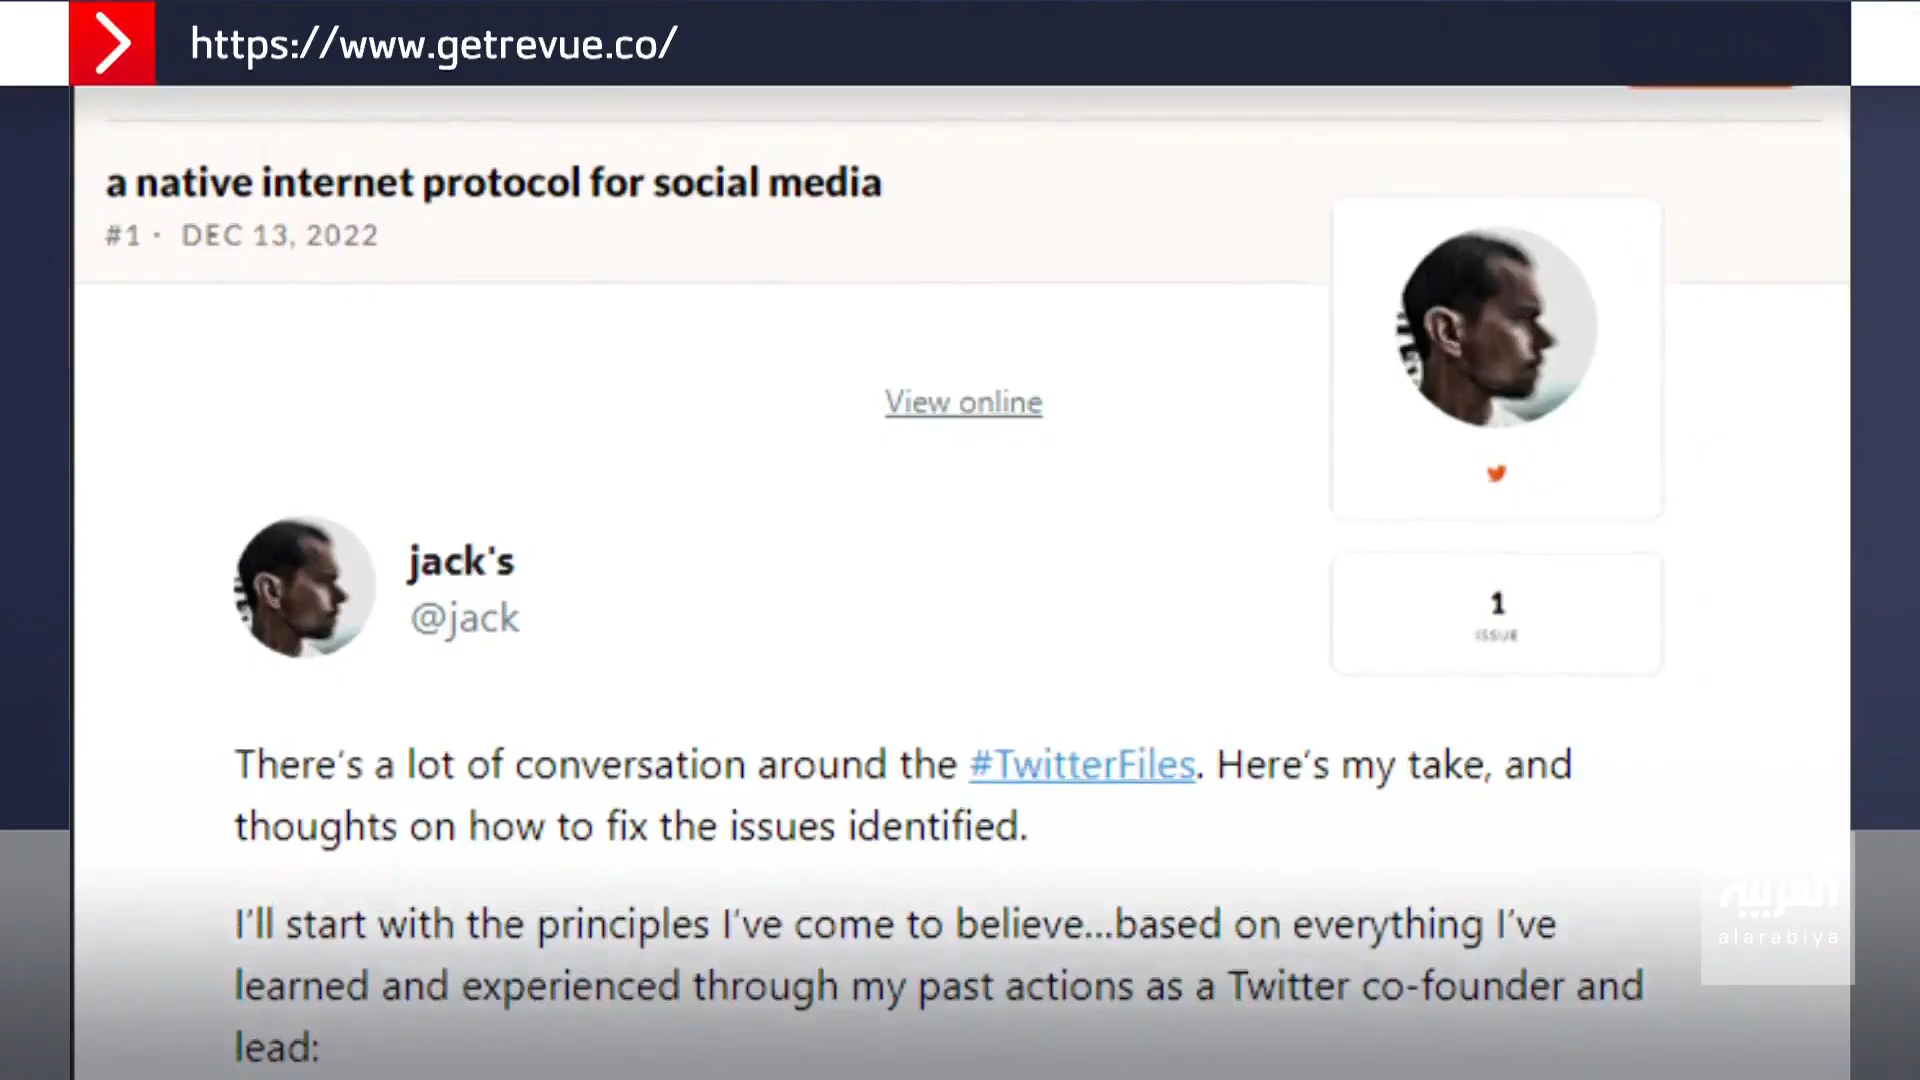 https://www.getrevue.co/
a native internet protocol for social media
#1 · DEC 13, 2022
View online
jack's
@jack
1
ISSUE
There's a lot of conversation around the #TwitterFiles. Here's my take, and
thoughts on how to fix the issues identified.
I'll start with the principles I've come to believe...based on everything I've
learned and experienced through my past actions as a Twitter co-founder and
lead:
العربية
alarabiya